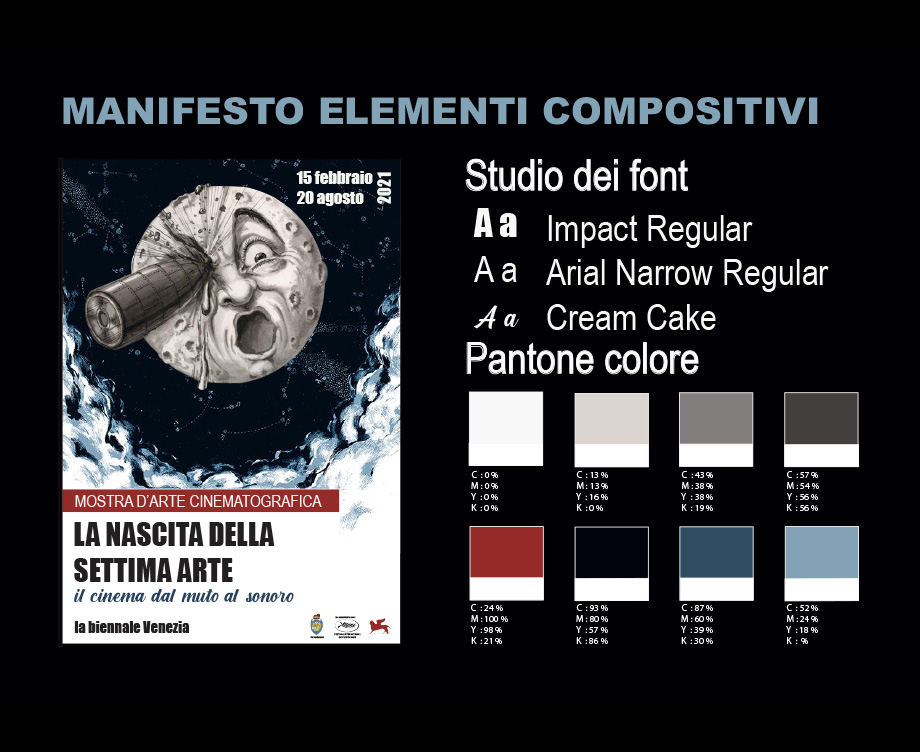 MANIFESTO ELEMENTI COMPOSITIVI
15 febbraio
20 agosto
2021
MOSTRA D'ARTE CINEMATOGRAFICA
LA NASCITA DELLA
SETTIMA ARTE
il cinema dal muto al sonoro
la biennale Venezia
Studio dei font
A a Impact Regular
A a Arial Narrow Regular
A a Cream Cake
Pantone colore
C : 0 %
M : 0 %
Y : 0 %
K : 0 %
C : 13 %
M : 13 %
Y : 16 %
K : 0 %
C : 43 %
M : 38 %
Y : 38 %
K : 19 %
C : 57 %
M : 54 %
Y : 56 %
K : 56 %
C : 24 %
M : 100 %
Y : 98 %
K : 21 %
C : 93 %
M : 80 %
Y : 57 %
K : 86 %
C : 87 %
M : 60 %
Y : 39 %
K : 30 %
C : 52 %
M : 24 %
Y : 18 %
K : %